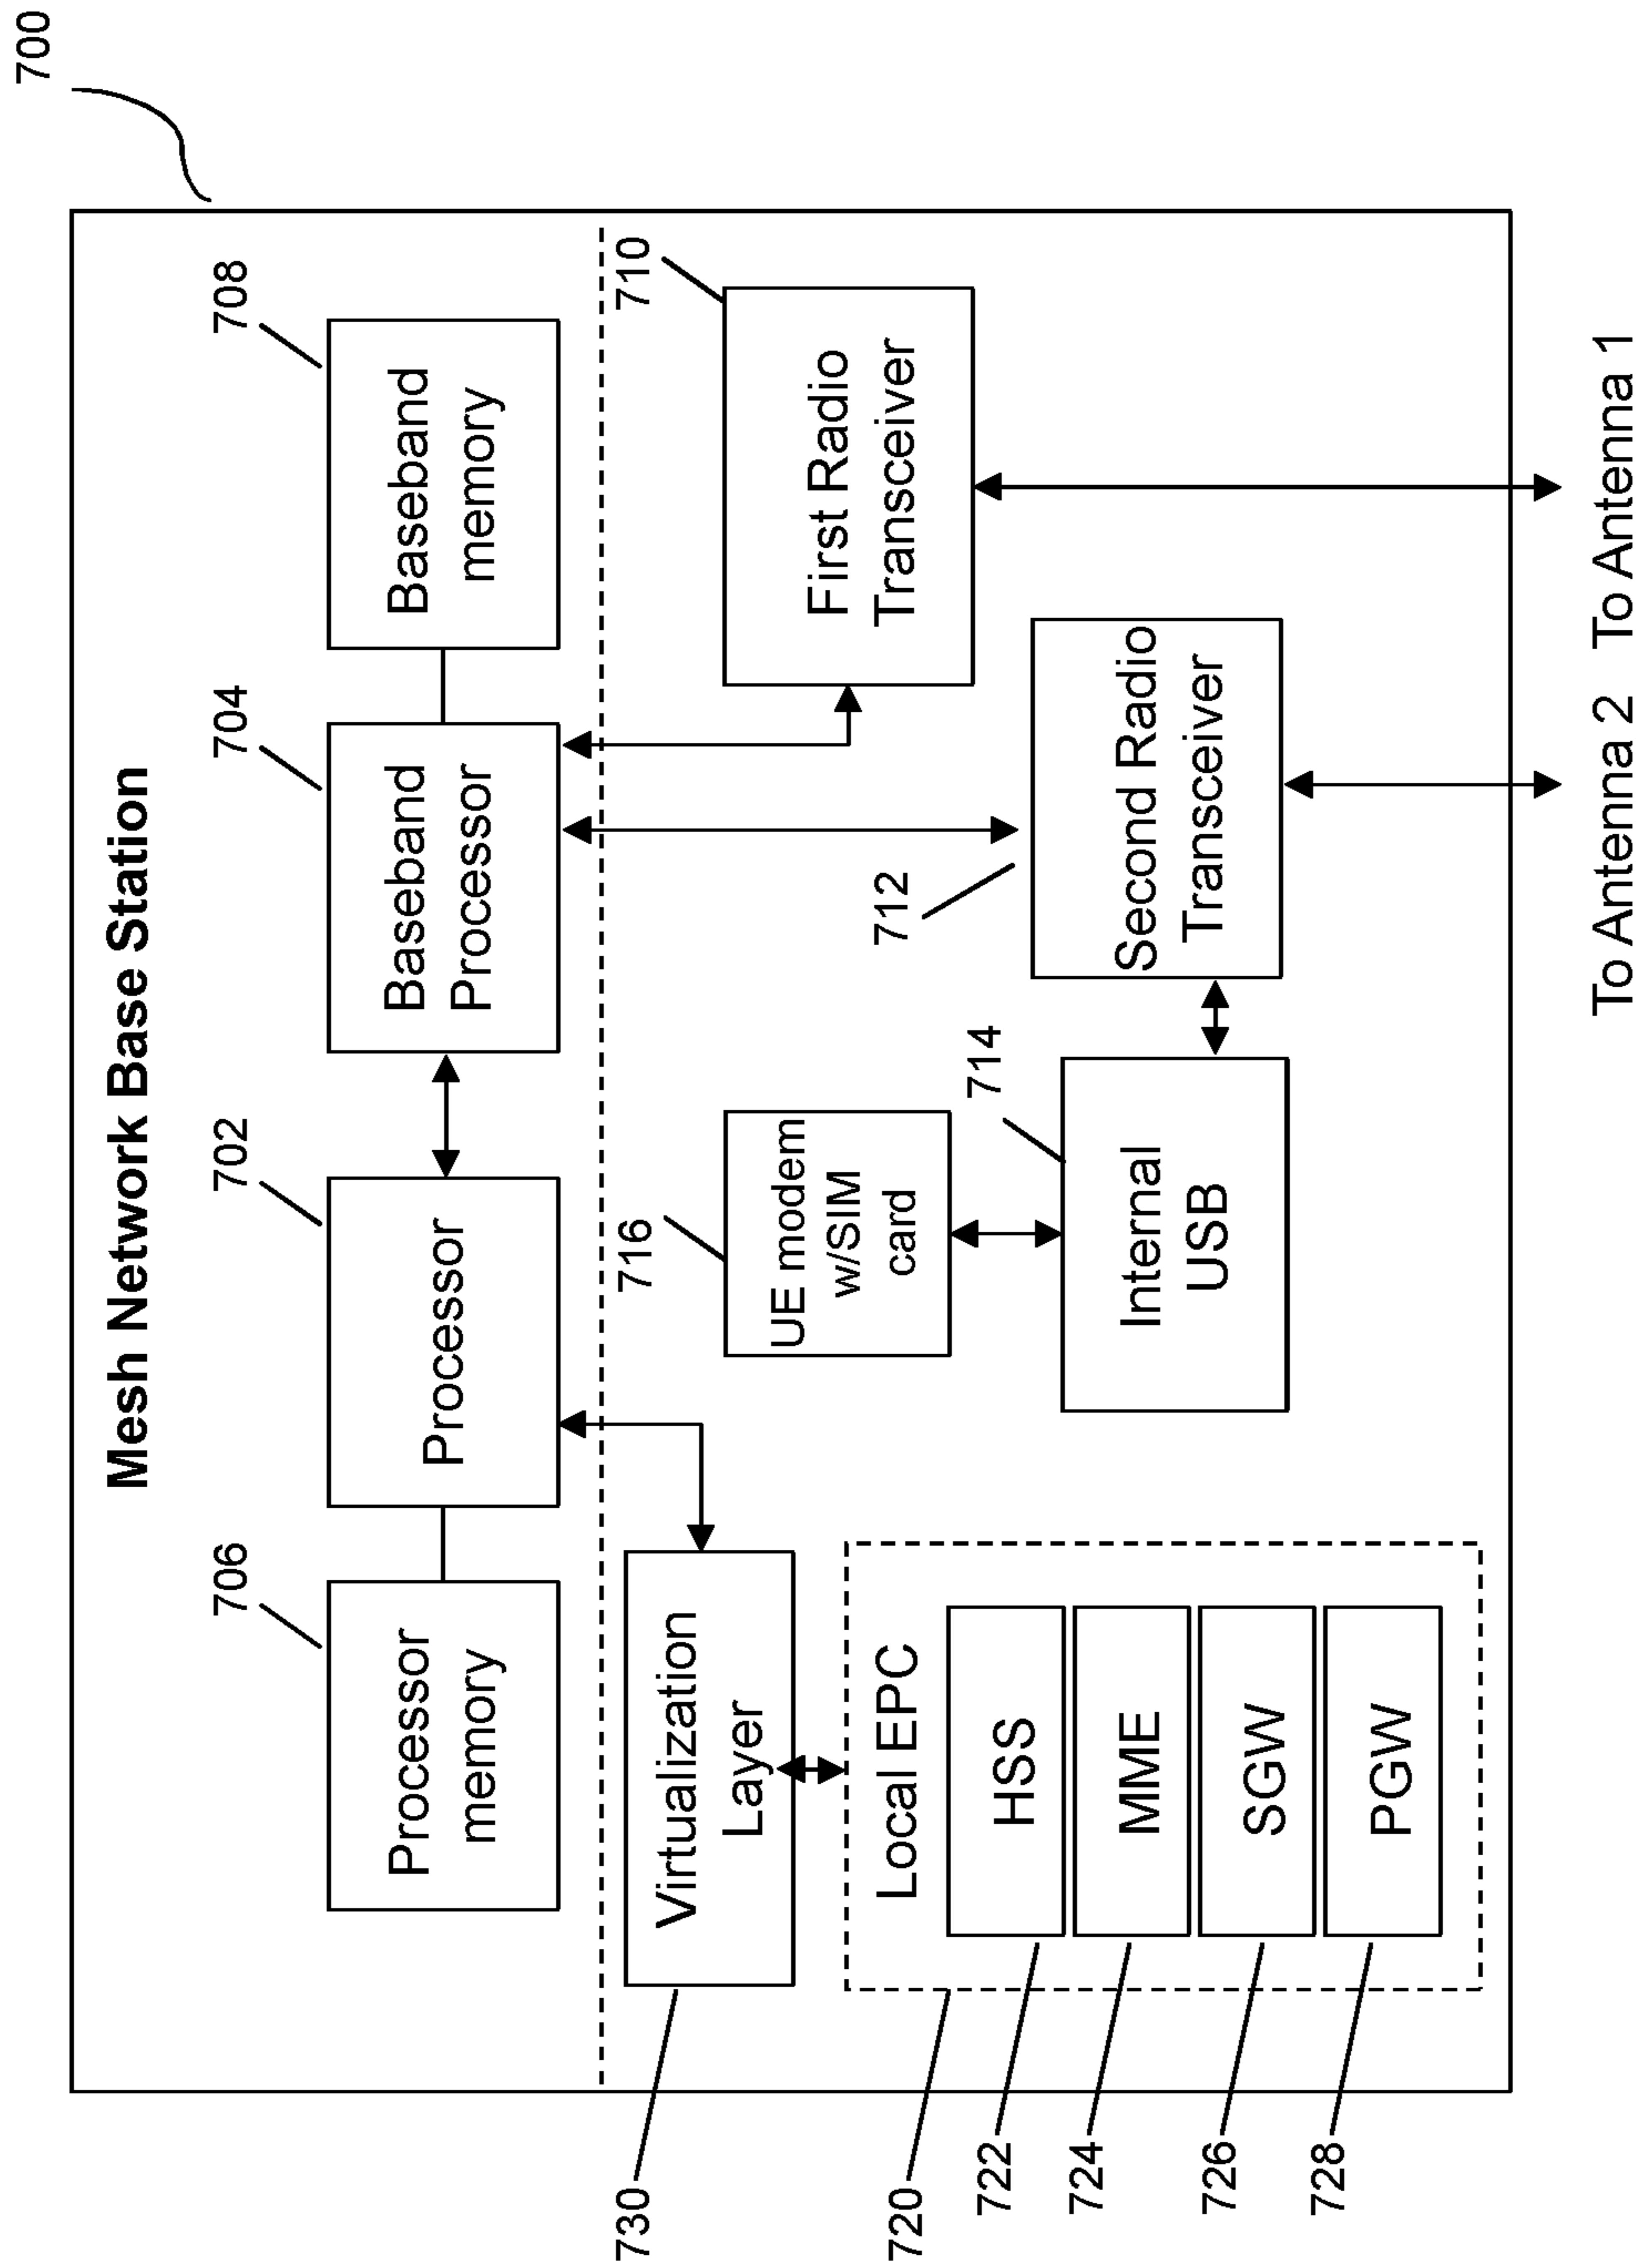 700
Mesh Network Base Station
706
702
704
708
Processor
memory
Processor
Baseband
Processor
Baseband
memory
730
Virtualization
Layer
716
UE modem
w/SIM
card
710
First Radio
Transceiver
712
Second Radio
Transceiver
714
Internal
USB
720
Local EPC
722
HSS
724
MME
726
SGW
728
PGW
To Antenna 2
To Antenna 1